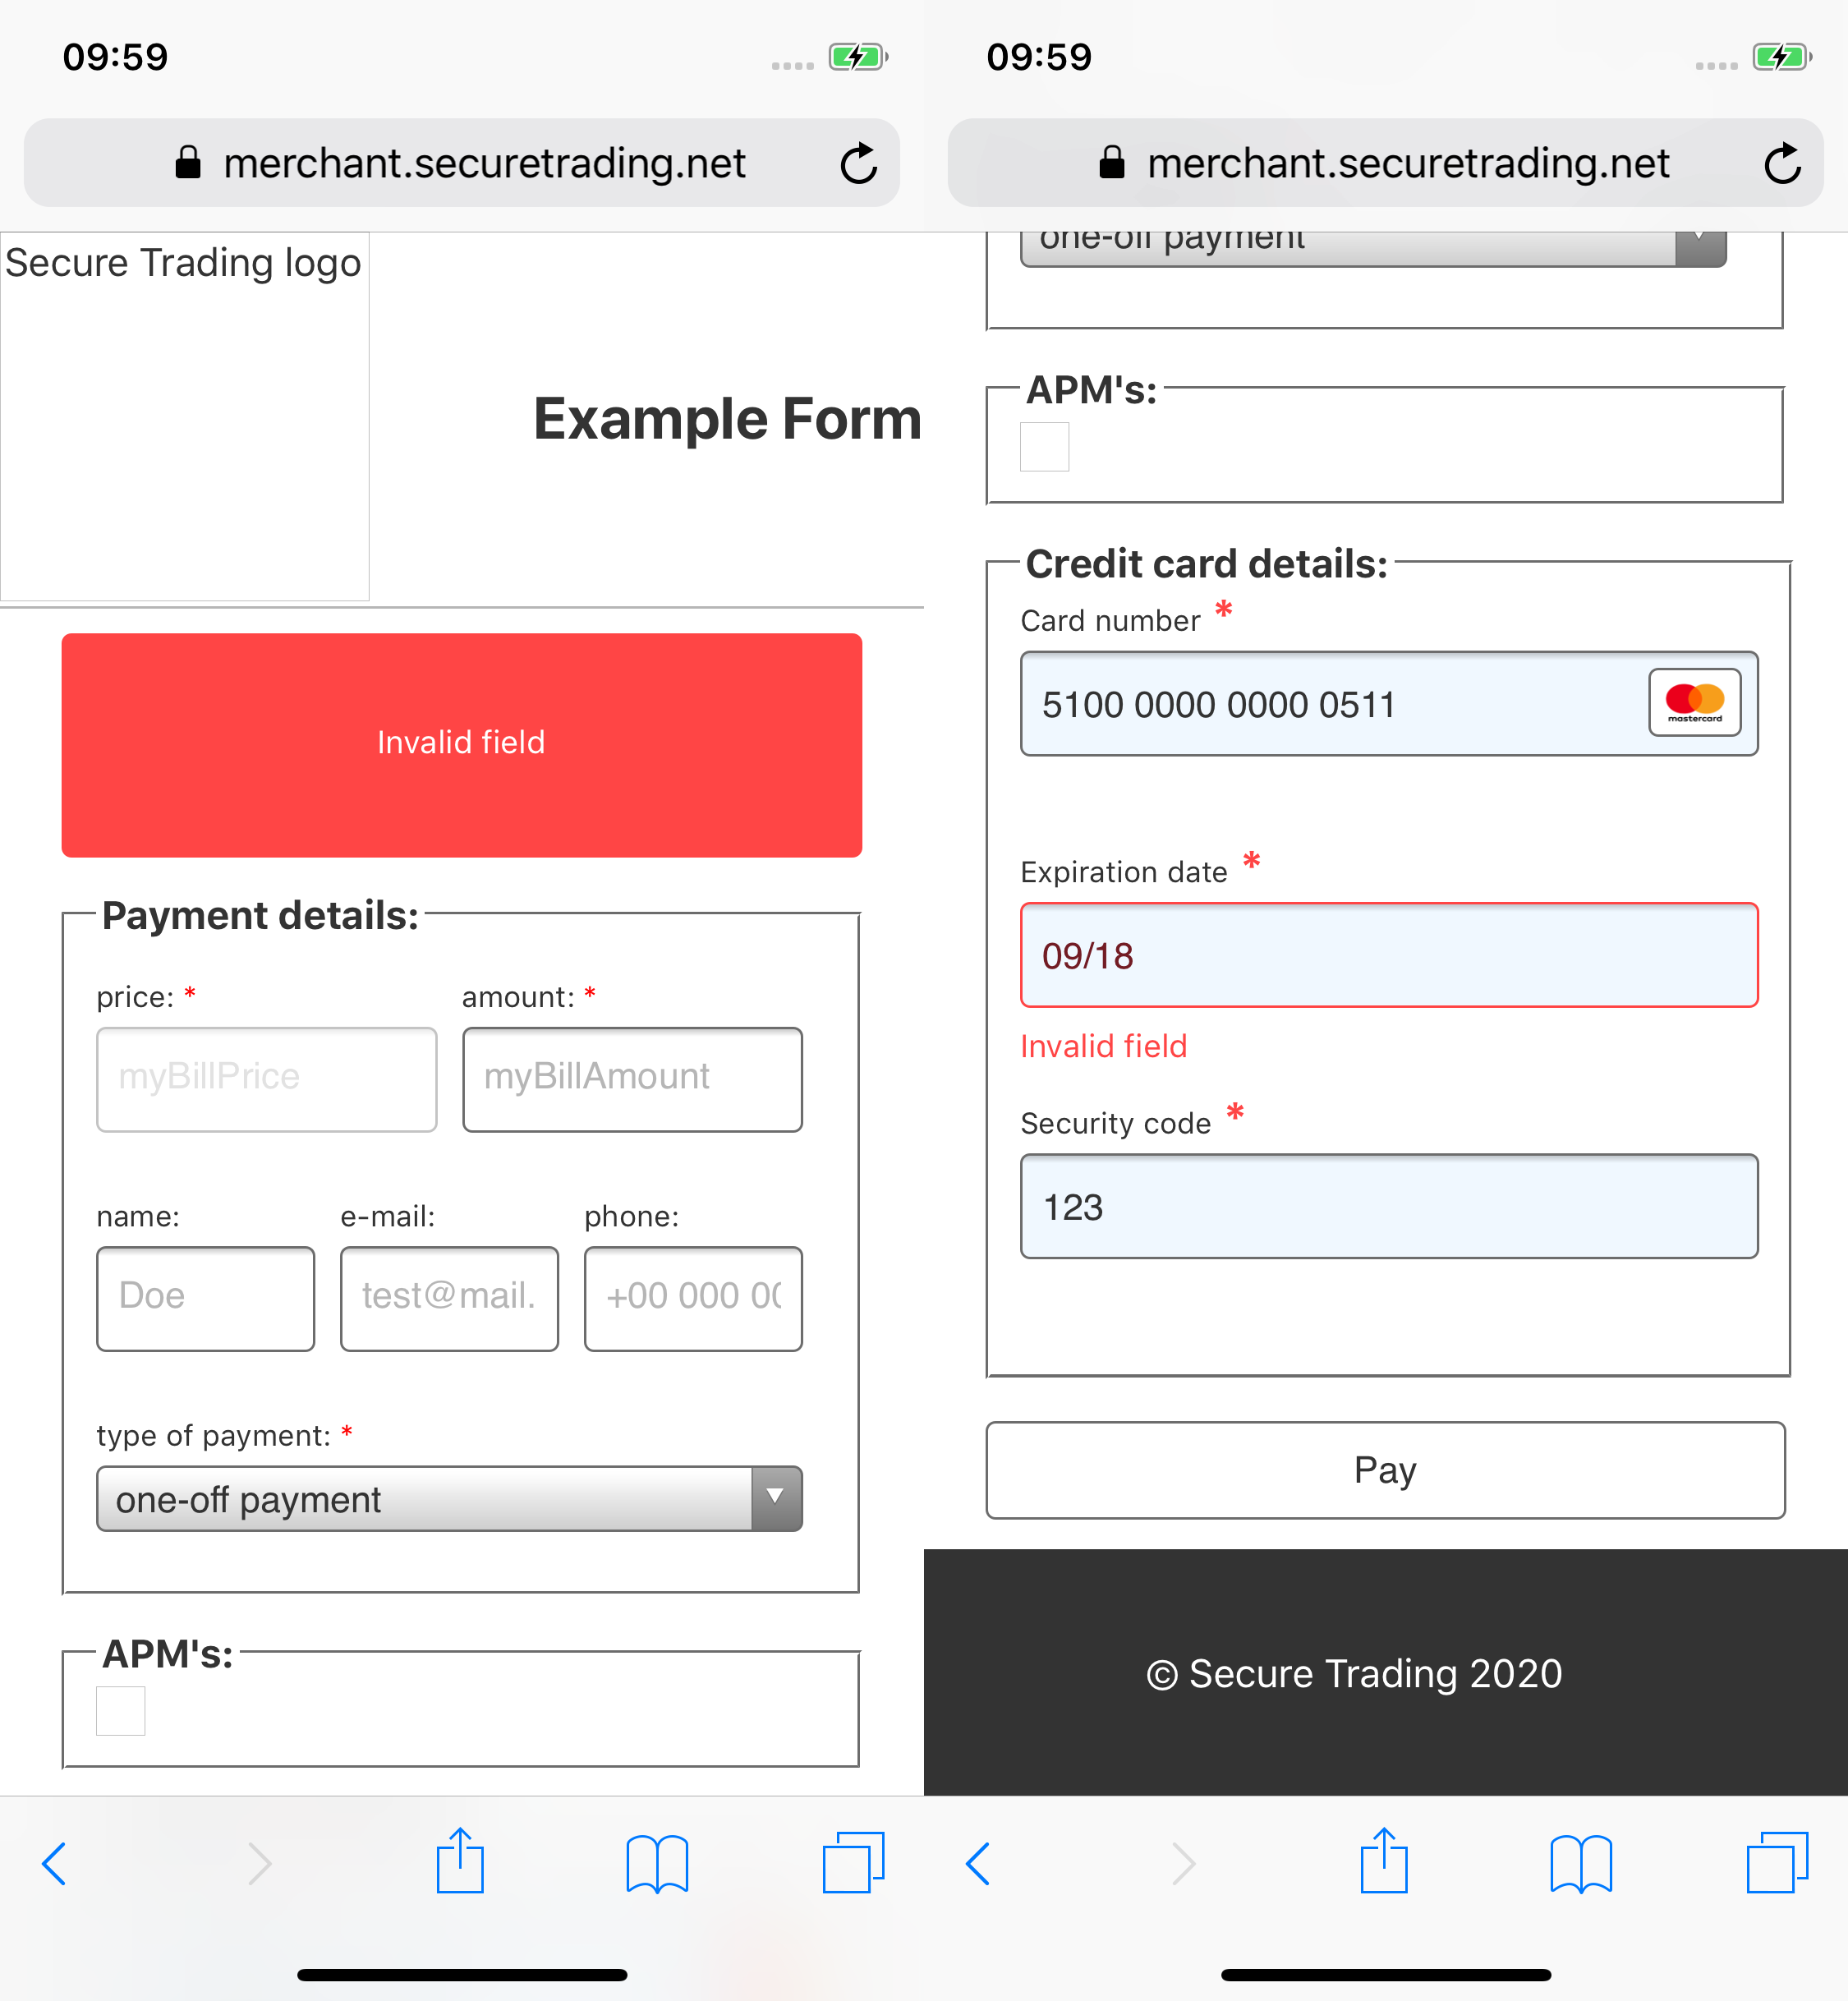 09:59
merchant.securetrading.net
Secure Trading logo
Example Form
Invalid field
Payment details:
price: *
amount: *
myBillPrice
myBillAmount
name:
e-mail:
phone:
Doe
test@mail.
+00 000 00
type of payment: *
one-off payment
APM's:
09:59
merchant.securetrading.net
one-off payment
APM's:
Credit card details:
Card number *
5100 0000 0000 0511
mastercard
Expiration date *
09/18
Invalid field
Security code *
123
Pay
© Secure Trading 2020